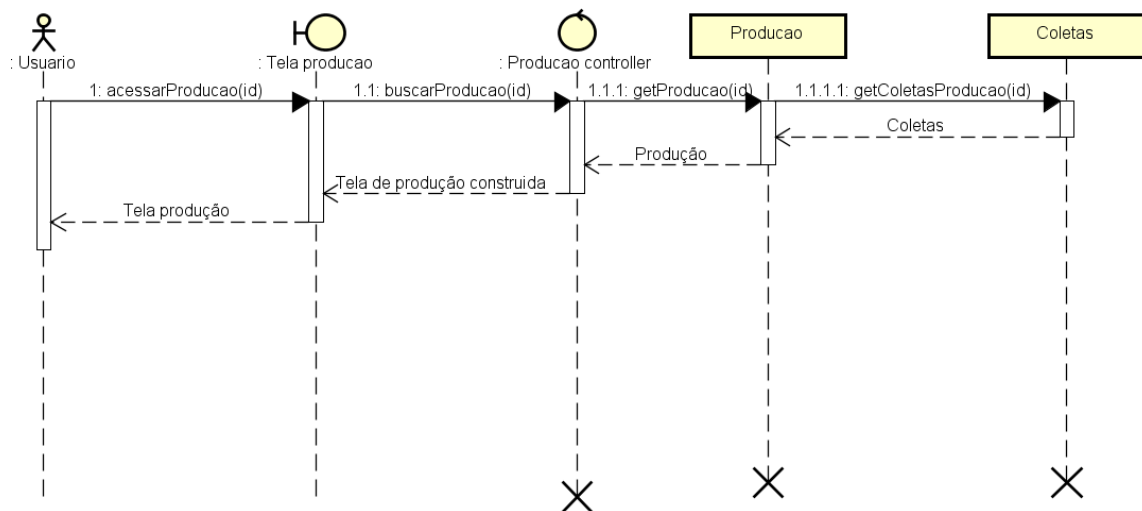 Producao
Coletas
: Usuario
: Tela producao
: Producao controller
1: acessarProducao(id)
1.1: buscarProducao(id)
1.1.1: getProducao(id)
1.1.1.1: getColetasProducao(id)
Coletas
Produção
Tela de produção construida
Tela produção